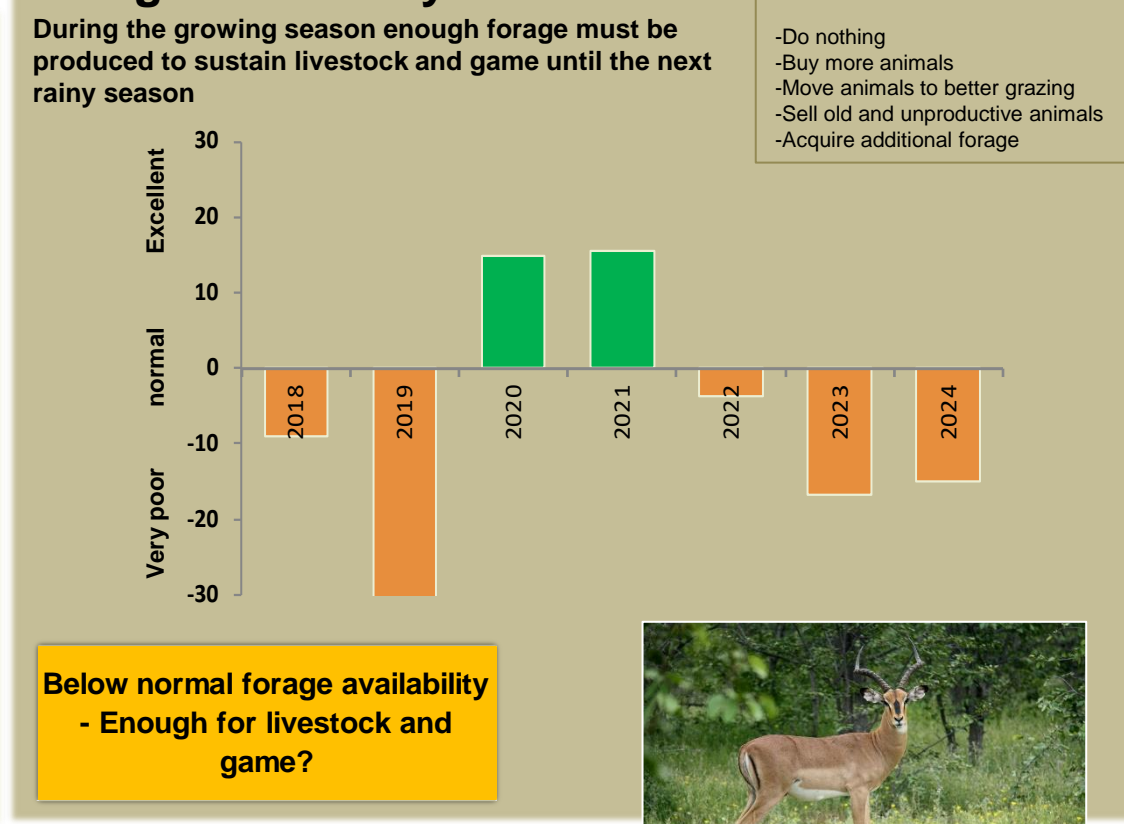 During the growing season enough forage must be
produced to sustain livestock and game until the next
rainy season
-Do nothing
-Buy more animals
-Move animals to better grazing
-Sell old and unproductive animals
-Acquire additional forage
30
20
10
0
-10
-20
-30
Excellent
normal
Very poor
2018
2019
2020
2021
2022
2023
2024
Below normal forage availability
- Enough for livestock and
game?